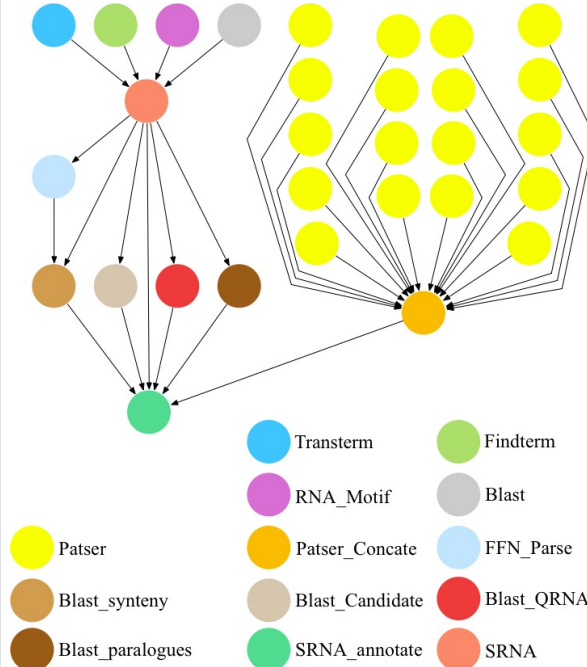 Transterm
Findterm
RNA_Motif
Blast
Patser
Patser_Concate
FFN_Parse
Blast_synteny
Blast_Candidate
Blast_QRNA
Blast_paralogues
SRNA_annotate
SRNA